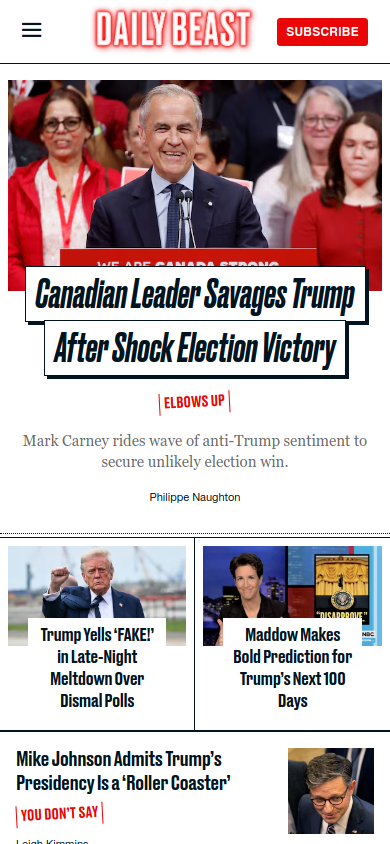 DAILY BEAST
SUBSCRIBE
WE ARE CANADA STRONG
Canadian Leader Savages Trump
After Shock Election Victory
ELBOWS UP
Mark Carney rides wave of anti-Trump sentiment to
secure unlikely election win.
Philippe Naughton
"DISAPPROVE"
NBC
Trump Yells ‘FAKE!’
in Late-Night
Meltdown Over
Dismal Polls
Maddow Makes
Bold Prediction for
Trump’s Next 100
Days
Mike Johnson Admits Trump’s
Presidency Is a ‘Roller Coaster’
YOU DON’T SAY
Leigh Kimmins